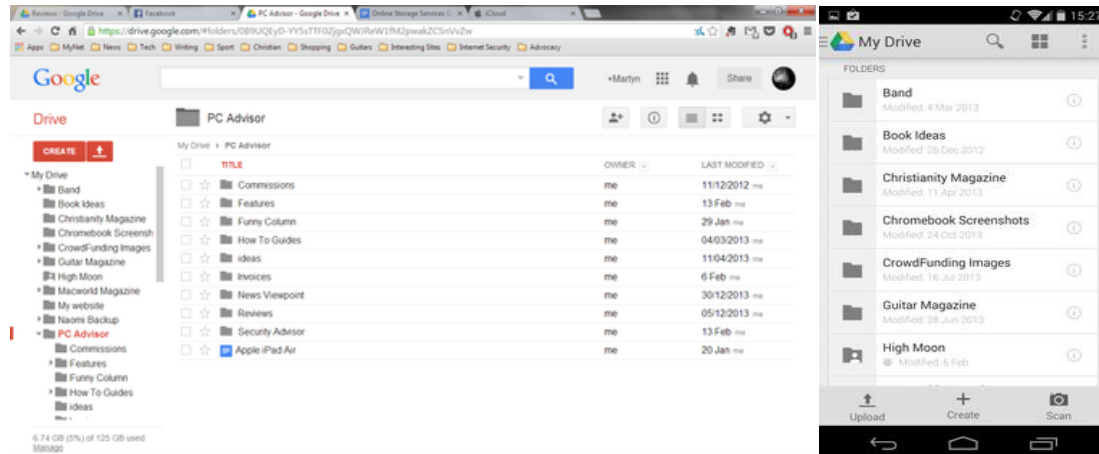 Reviews - Google Drive
Facebook
PC Advisor - Google Drive
Online Storage Services
iCloud
https://drive.google.com/#folders/
Apps MyNet News Tech Writing Sport Christian Shopping Guitars Interesting Sites Internet Security Advocacy
Google
+Martyn
Share
Drive
PC Advisor
CREATE
My Drive PC Advisor
TITLE OWNER LAST MODIFIED
My Drive
Band
Book Ideas
Christianity Magazine
Chromebook Screensh
CrowdFunding Images
Guitar Magazine
High Moon
Macworld Magazine
My website
Naomi Backup
PC Advisor
Commissions
Features
Funny Column
How To Guides
ideas
6.74 GB (5%) of 125 GB used
Manage
Commissions me 11/12/2012 me
Features me 13 Feb me
Funny Column me 29 Jan me
How To Guides me 04/03/2013 me
ideas me 11/04/2013 me
Invoices me 6 Feb me
News Viewpoint me 30/12/2013 me
Reviews me 05/12/2013 me
Security Advisor me 13 Feb me
Apple iPad Air me 20 Jan me
15:27
My Drive
FOLDERS
Band
Modified: 4 Mar 2013
Book Ideas
Modified: 26 Dec 2012
Christianity Magazine
Modified: 11 Apr 2013
Chromebook Screenshots
Modified: 24 Oct 2013
CrowdFunding Images
Modified: 16 Jul 2013
Guitar Magazine
Modified: 28 Jun 2013
High Moon
Modified: 6 Feb
Upload
Create
Scan